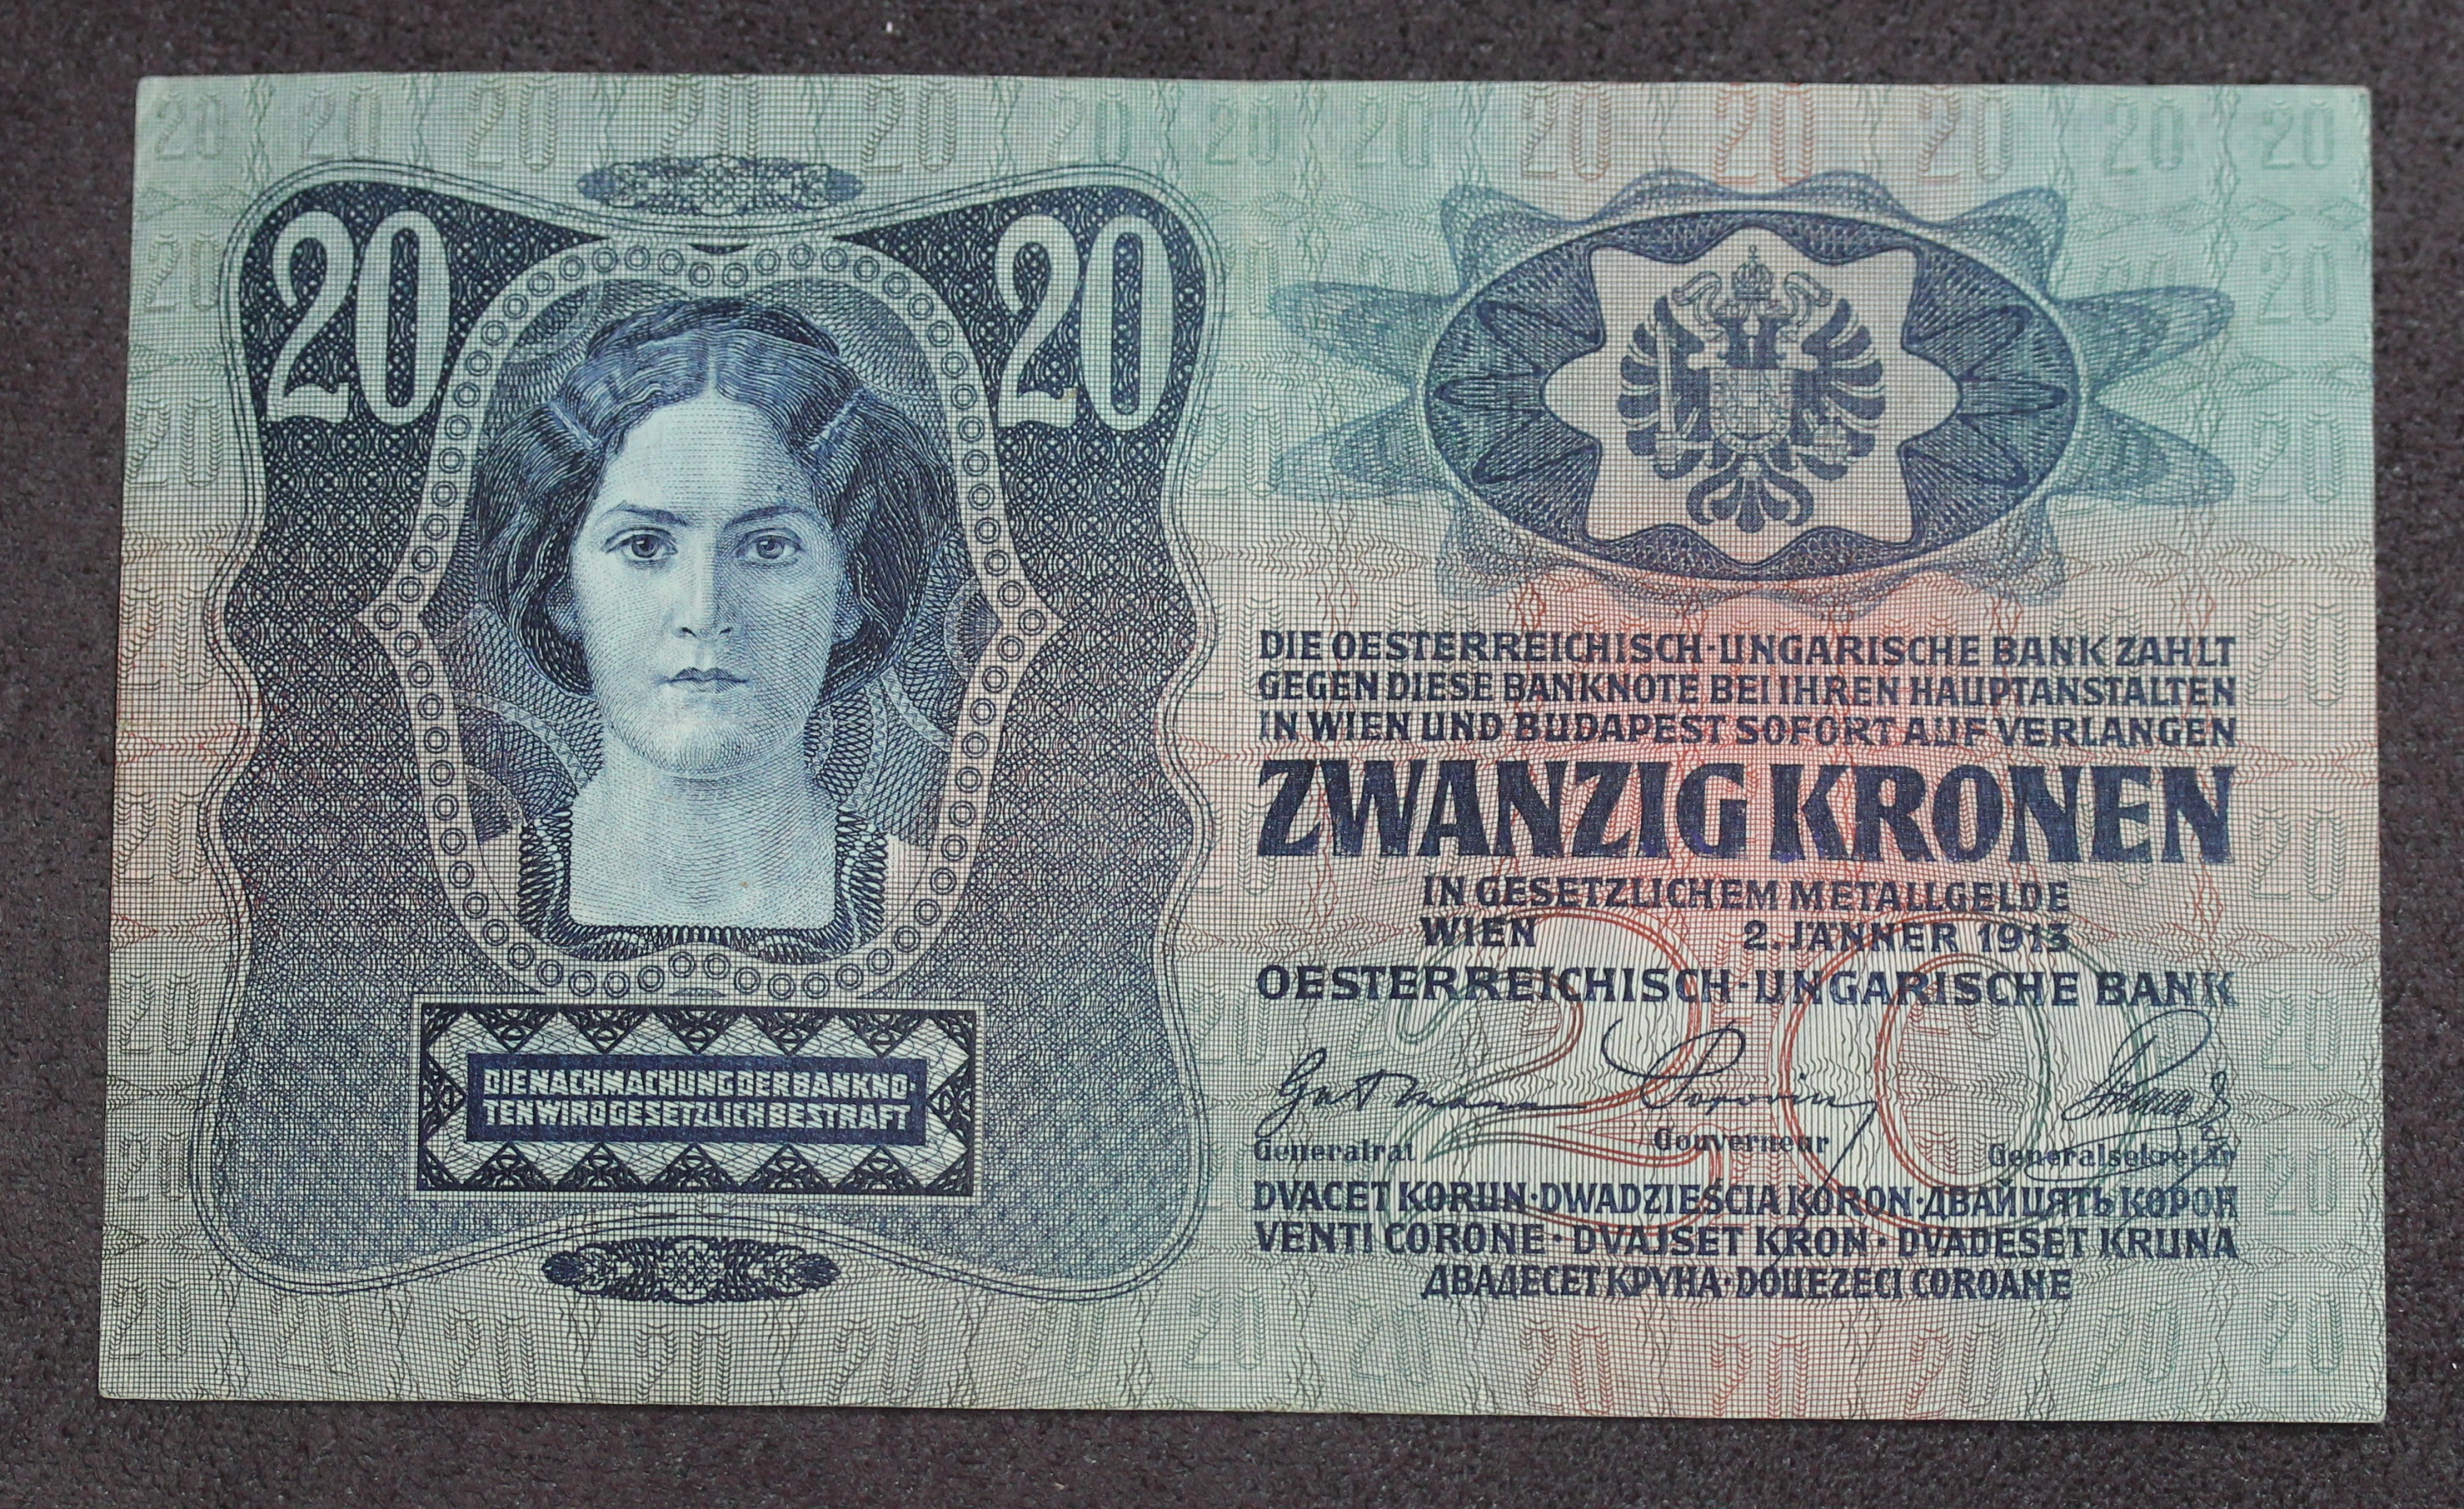 20 20
DIE OESTERREICHISCH-UNGARISCHE BANK ZAHLT
GEGEN DIESE BANKNOTE BEI IHREN HAUPTANSTALTEN
IN WIEN UND BUDAPEST SOFORT AUF VERLANGEN
ZWANZIG KRONEN
IN GESETZLICHEM METALLGELDE
WIEN 2. JÄNNER 1913
OESTERREICHISCH-UNGARISCHE BANK
20
Generalrat Gouverneur Generalsekretär
DVACET KORUN·DWADZIEŚCIA KORON·ДВАЙЦЯТЬ КОРОН
VENTI CORONE·DVAJSET KRON·DVADESET KRUNA
ДВАДЕСЕТ КРУНА·DOUEZECI COROANE
DIE NACHMACHUNG DER BANKNO-
TEN WIRD GESETZLICH BESTRAFT